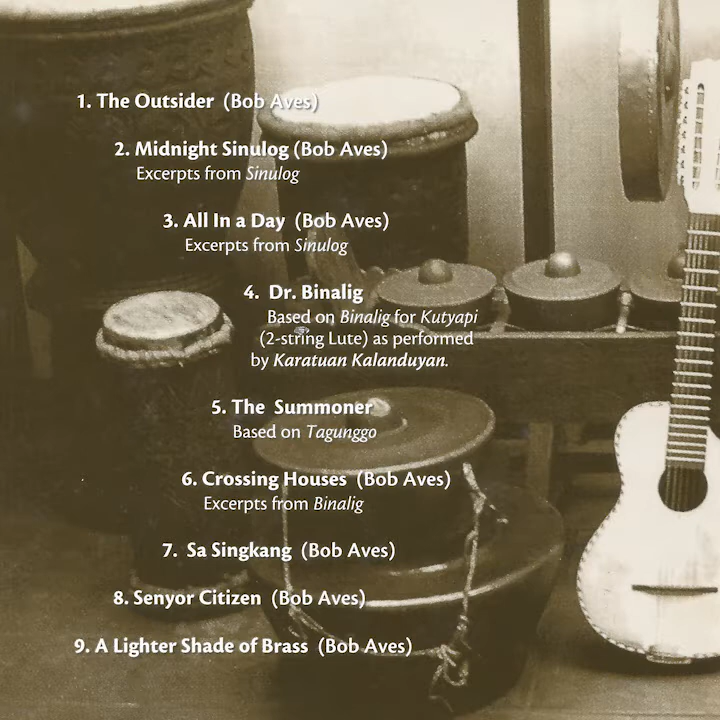 1. The Outsider (Bob Aves)
2. Midnight Sinulog (Bob Aves)
Excerpts from Sinulog
3. All In a Day (Bob Aves)
Excerpts from Sinulog
4. Dr. Binalig
Based on Binalig for Kutyapi
(2-string Lute) as performed
by Karatuan Kalanduyan.
5. The Summoner
Based on Tagunggo
6. Crossing Houses (Bob Aves)
Excerpts from Binalig
7. Sa Singkang (Bob Aves)
8. Senyor Citizen (Bob Aves)
9. A Lighter Shade of Brass (Bob Aves)